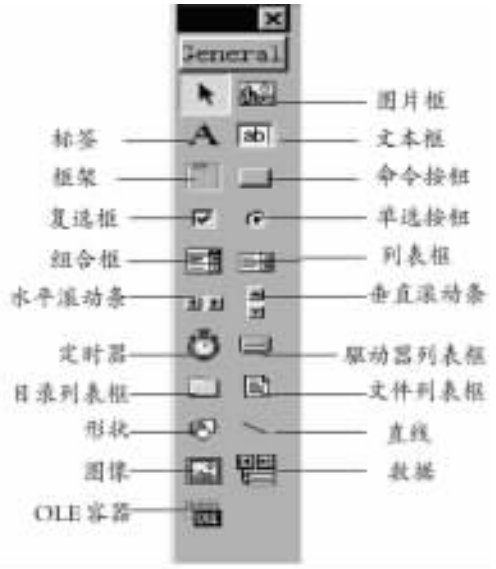 General
图片框
A
ab
标签
文本框
框架
命令按钮
复选框
单选按钮
组合框
列表框
水平滚动条
垂直滚动条
定时器
驱动器列表框
目录列表框
文件列表框
形状
直线
图像
数据
OLE 容器
OLE